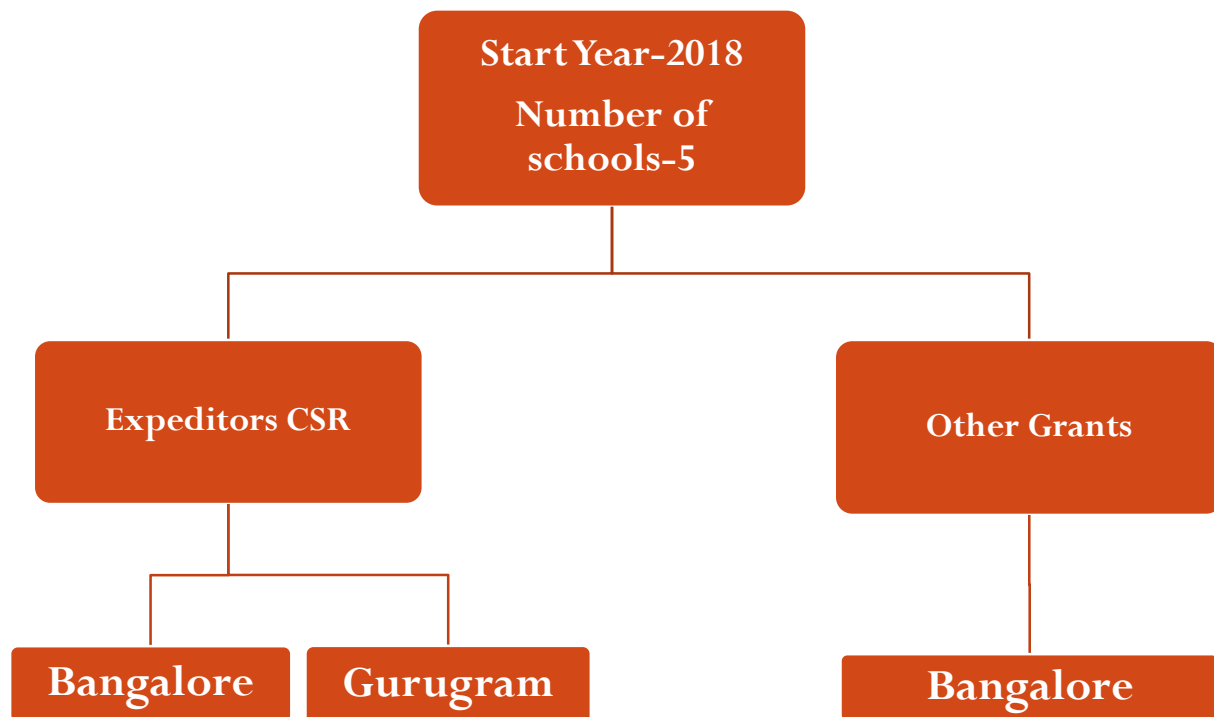 Start Year-2018
Number of
schools-5
Expeditors CSR
Other Grants
Bangalore
Gurugram
Bangalore